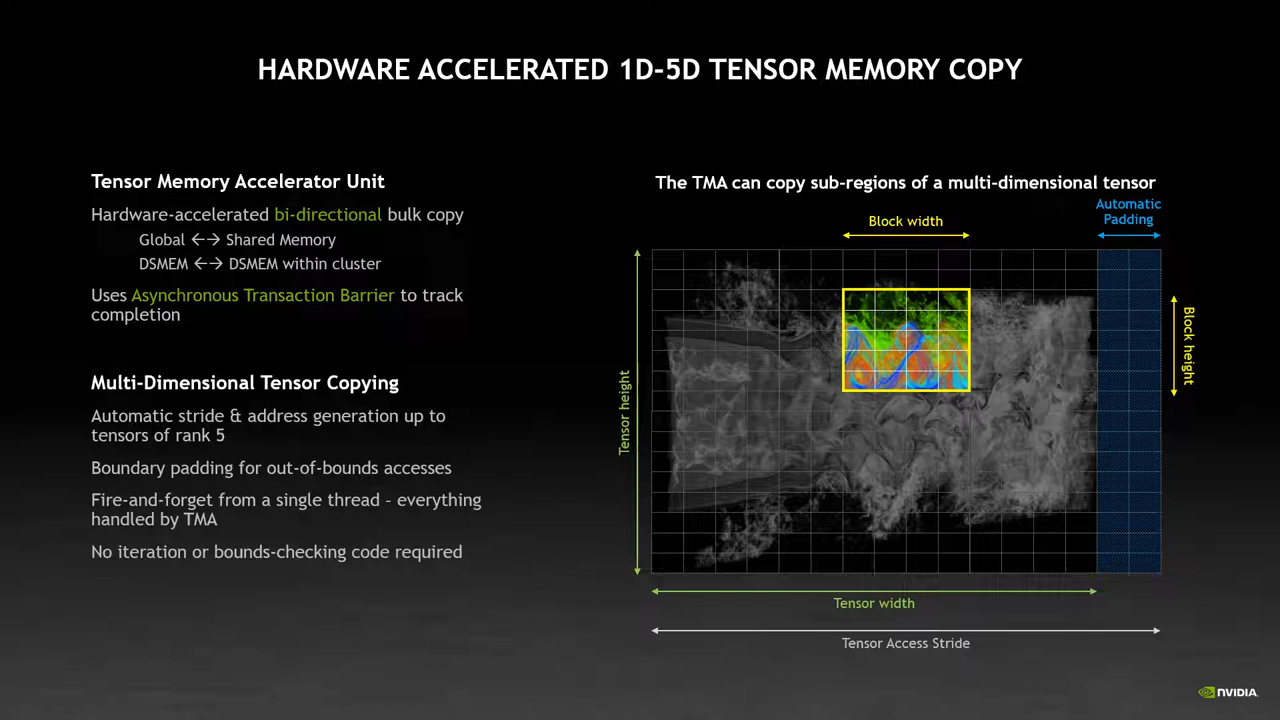 HARDWARE ACCELERATED 1D-5D TENSOR MEMORY COPY
Tensor Memory Accelerator Unit
Hardware-accelerated bi-directional bulk copy
Global ←→ Shared Memory
DSMEM ←→ DSMEM within cluster
Uses Asynchronous Transaction Barrier to track
completion
Multi-Dimensional Tensor Copying
Automatic stride & address generation up to
tensors of rank 5
Boundary padding for out-of-bounds accesses
Fire-and-forget from a single thread – everything
handled by TMA
No iteration or bounds-checking code required
The TMA can copy sub-regions of a multi-dimensional tensor
Automatic
Padding
Block width
Block height
Tensor height
Tensor width
Tensor Access Stride
NVIDIA.